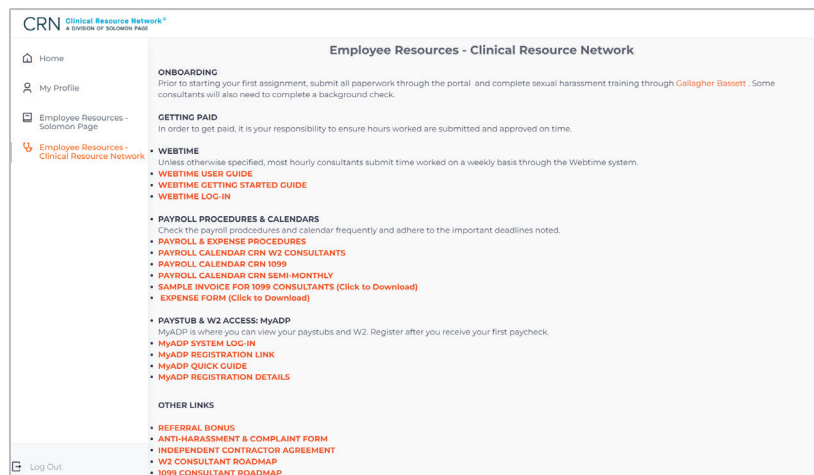 CRN Clinical Resource Network®
A DIVISION OF SOLOMON PAGE
Home
My Profile
Employee Resources -
Solomon Page
Employee Resources -
Clinical Resource Network
Log Out
Employee Resources - Clinical Resource Network
ONBOARDING
Prior to starting your first assignment, submit all paperwork through the portal and complete sexual harassment training through Gallagher Bassett . Some
consultants will also need to complete a background check.
GETTING PAID
In order to get paid, it is your responsibility to ensure hours worked are submitted and approved on time.
• WEBTIME
Unless otherwise specified, most hourly consultants submit time worked on a weekly basis through the Webtime system.
• WEBTIME USER GUIDE
• WEBTIME GETTING STARTED GUIDE
• WEBTIME LOG-IN
• PAYROLL PROCEDURES & CALENDARS
Check the payroll prodcedures and calendar frequently and adhere to the important deadlines noted.
• PAYROLL & EXPENSE PROCEDURES
• PAYROLL CALENDAR CRN W2 CONSULTANTS
• PAYROLL CALENDAR CRN 1099
• PAYROLL CALENDAR CRN SEMI-MONTHLY
• SAMPLE INVOICE FOR 1099 CONSULTANTS (Click to Download)
• EXPENSE FORM (Click to Download)
• PAYSTUB & W2 ACCESS: MyADP
MyADP is where you can view your paystubs and W2. Register after you receive your first paycheck.
• MyADP SYSTEM LOG-IN
• MyADP REGISTRATION LINK
• MyADP QUICK GUIDE
• MyADP REGISTRATION DETAILS
OTHER LINKS
• REFERRAL BONUS
• ANTI-HARASSMENT & COMPLAINT FORM
• INDEPENDENT CONTRACTOR AGREEMENT
• W2 CONSULTANT ROADMAP
• 1099 CONSULTANT ROADMAP